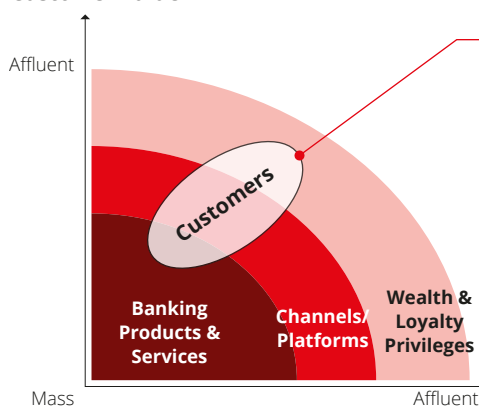 Affluent
Customers
Banking
Products &
Services
Channels/
Platforms
Wealth &
Loyalty
Privileges
Mass
Affluent